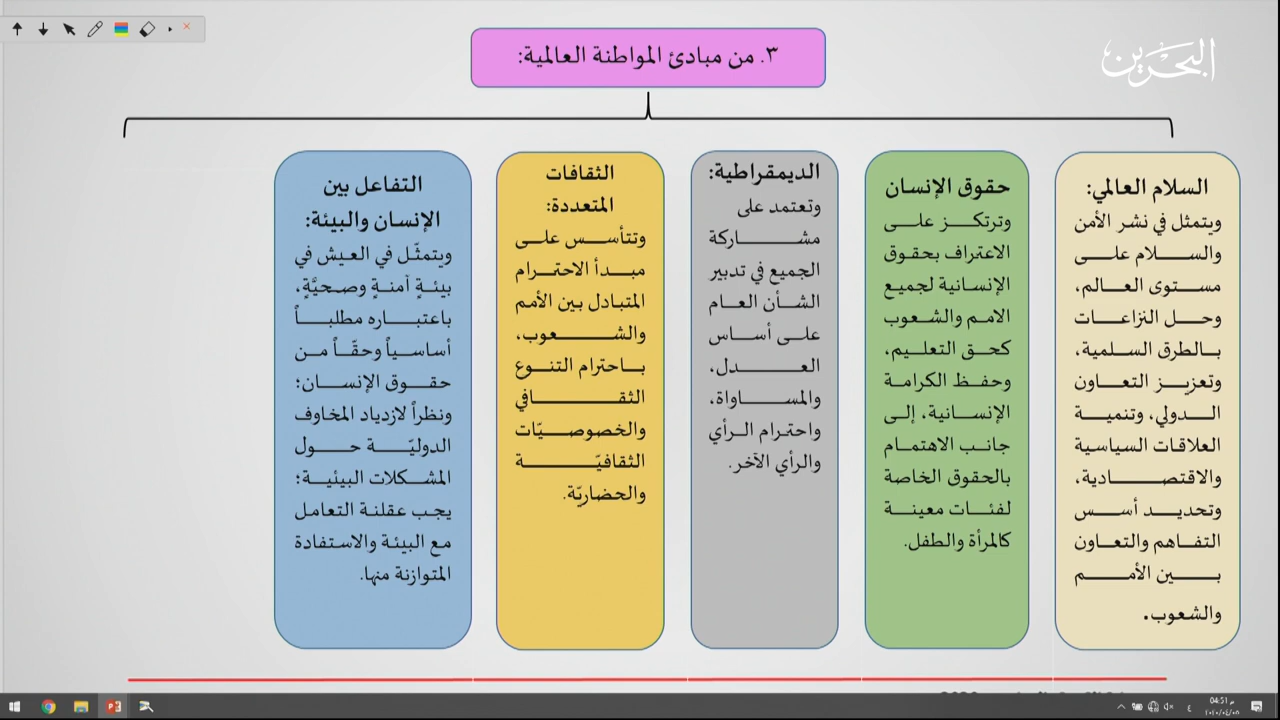 البحرين
٣. من مبادئ المواطنة العالمية:
السلام العالمي:
ويتمثل في نشر الأمن
والسلام على
مستوى العالم،
وحل النزاعات
بالطرق السلمية،
وتعزيز التعاون
الدولي، وتنمية
العلاقات السياسية
والاقتصادية،
وتحديد أسس
التفاهم والتعاون
بين الأمم
والشعوب.
حقوق الإنسان
وترتكز على
الاعتراف بحقوق
الإنسانية لجميع
الامم والشعوب
كحق التعليم،
وحفظ الكرامة
الإنسانية، إلى
جانب الاهتمام
بالحقوق الخاصة
لفئات معينة
كالمرأة والطفل.
الديمقراطية:
وتعتمد على
مشاركة
الجميع في تدبير
الشأن العام
على أساس
العدل،
والمساواة،
واحترام الرأي
والرأي الآخر.
الثقافات
المتعددة:
وتتأسس على
مبدأ الاحترام
المتبادل بين الأمم
والشعوب،
باحترام التنوع
الثقافي
والخصوصيّات
الثقافيّة
والحضاريّة.
التفاعل بين
الإنسان والبيئة:
ويتمثّل في العيش في
بيئةٍ آمنةٍ وصحيَّةٍ،
باعتباره مطلباً
أساسياً وحقّاً من
حقوق الإنسان؛
ونظراً لازدياد المخاوف
الدوليّة حول
المشكلات البيئية؛
يجب عقلنة التعامل
مع البيئة والاستفادة
المتوازنة منها.
04:51 م